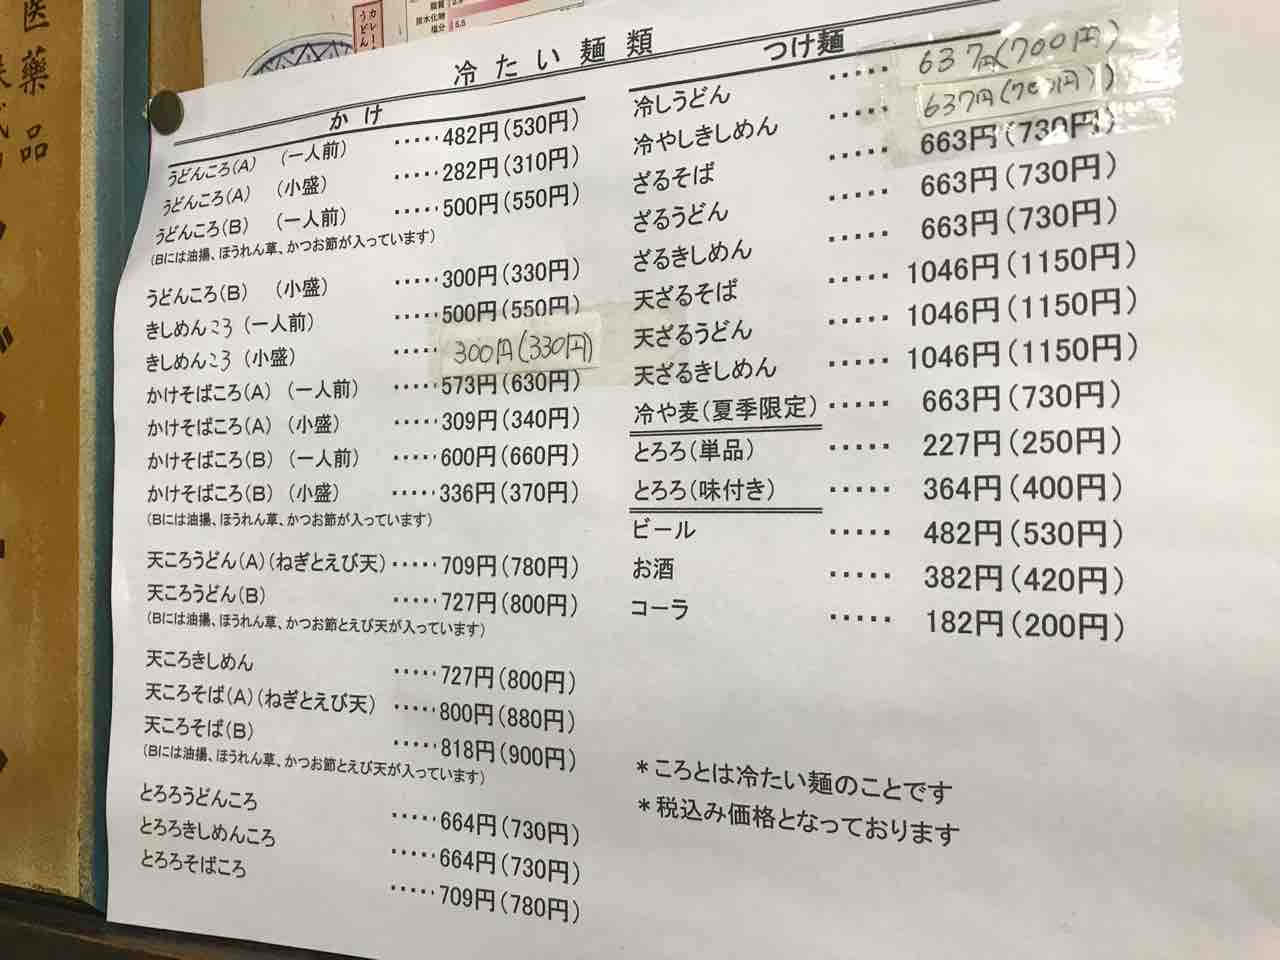 医薬品
カレー
うどん
脂質
炭水化物
塩分
冷たい麺類
かけ
うどんころ(A) (一人前) ‥‥‥482円(530円)
うどんころ(A) (小盛) ‥‥‥282円(310円)
うどんころ(B) (一人前) ‥‥‥500円(550円)
(Bには油揚、ほうれん草、かつお節が入っています)
うどんころ(B) (小盛) ‥‥‥300円(330円)
きしめんころ(一人前) ‥‥‥500円(550円)
きしめんころ(小盛) ‥‥‥300円(330円)
かけそばころ(A) (一人前) ‥‥‥573円(630円)
かけそばころ(A) (小盛) ‥‥‥309円(340円)
かけそばころ(B) (一人前) ‥‥‥600円(660円)
かけそばころ(B) (小盛) ‥‥‥336円(370円)
(Bには油揚、ほうれん草、かつお節が入っています)
天ころうどん(A)(ねぎとえび天)‥‥‥709円(780円)
天ころうどん(B) ‥‥‥727円(800円)
(Bには油揚、ほうれん草、かつお節とえび天が入っています)
天ころきしめん ‥‥‥727円(800円)
天ころそば(A)(ねぎとえび天) ‥‥‥800円(880円)
天ころそば(B) ‥‥‥818円(900円)
(Bには油揚、ほうれん草、かつお節とえび天が入っています)
とろろうどんころ ‥‥‥664円(730円)
とろろきしめんころ ‥‥‥664円(730円)
とろろそばころ ‥‥‥709円(780円)
つけ麺
冷しうどん ‥‥‥ 637円(700円)
冷やしきしめん ‥‥‥ 637円(700円)
ざるそば ‥‥‥ 663円(730円)
ざるうどん ‥‥‥ 663円(730円)
ざるきしめん ‥‥‥ 663円(730円)
天ざるそば ‥‥‥ 1046円(1150円)
天ざるうどん ‥‥‥ 1046円(1150円)
天ざるきしめん ‥‥‥ 1046円(1150円)
冷や麦(夏季限定) ‥‥‥ 663円(730円)
とろろ(単品) ‥‥‥ 227円(250円)
とろろ(味付き) ‥‥‥ 364円(400円)
ビール ‥‥‥ 482円(530円)
お酒 ‥‥‥ 382円(420円)
コーラ ‥‥‥ 182円(200円)
*ころとは冷たい麺のことです
*税込み価格となっております